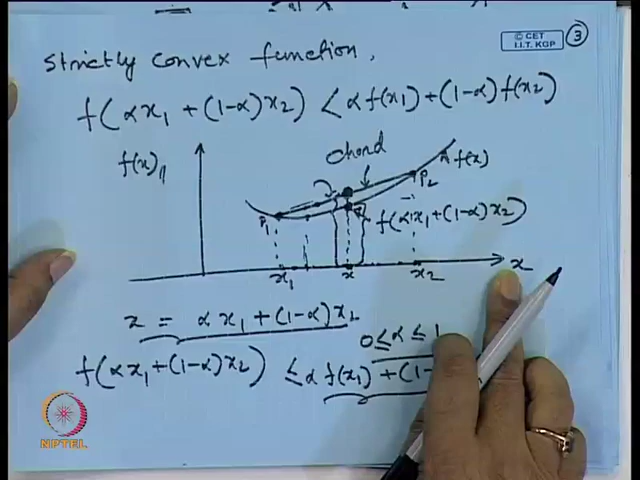 © CET
I.I.T. KGP
3
Strictly convex function,
f(αx1 + (1-α)x2) < αf(x1) + (1-α)f(x2)
f(x)
chord
f(x)
P1
P2
f(αx1 + (1-α)x2)
x1 x x2 x
x = αx1 + (1-α)x2
0 ≤ α ≤ 1
f(αx1 + (1-α)x2) ≤ αf(x1) + (1-
NPTEL